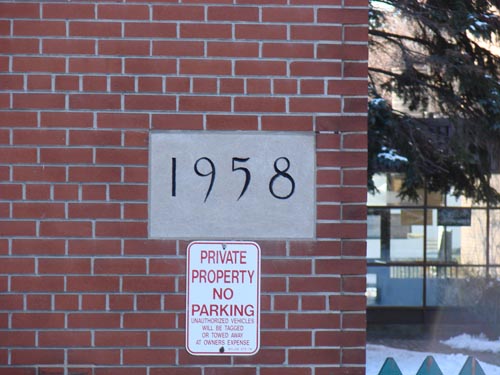 1958
PRIVATE
PROPERTY
NO
PARKING
UNAUTHORIZED VEHICLES
WILL BE TAGGED
OR TOWED AWAY
AT OWNERS EXPENSE